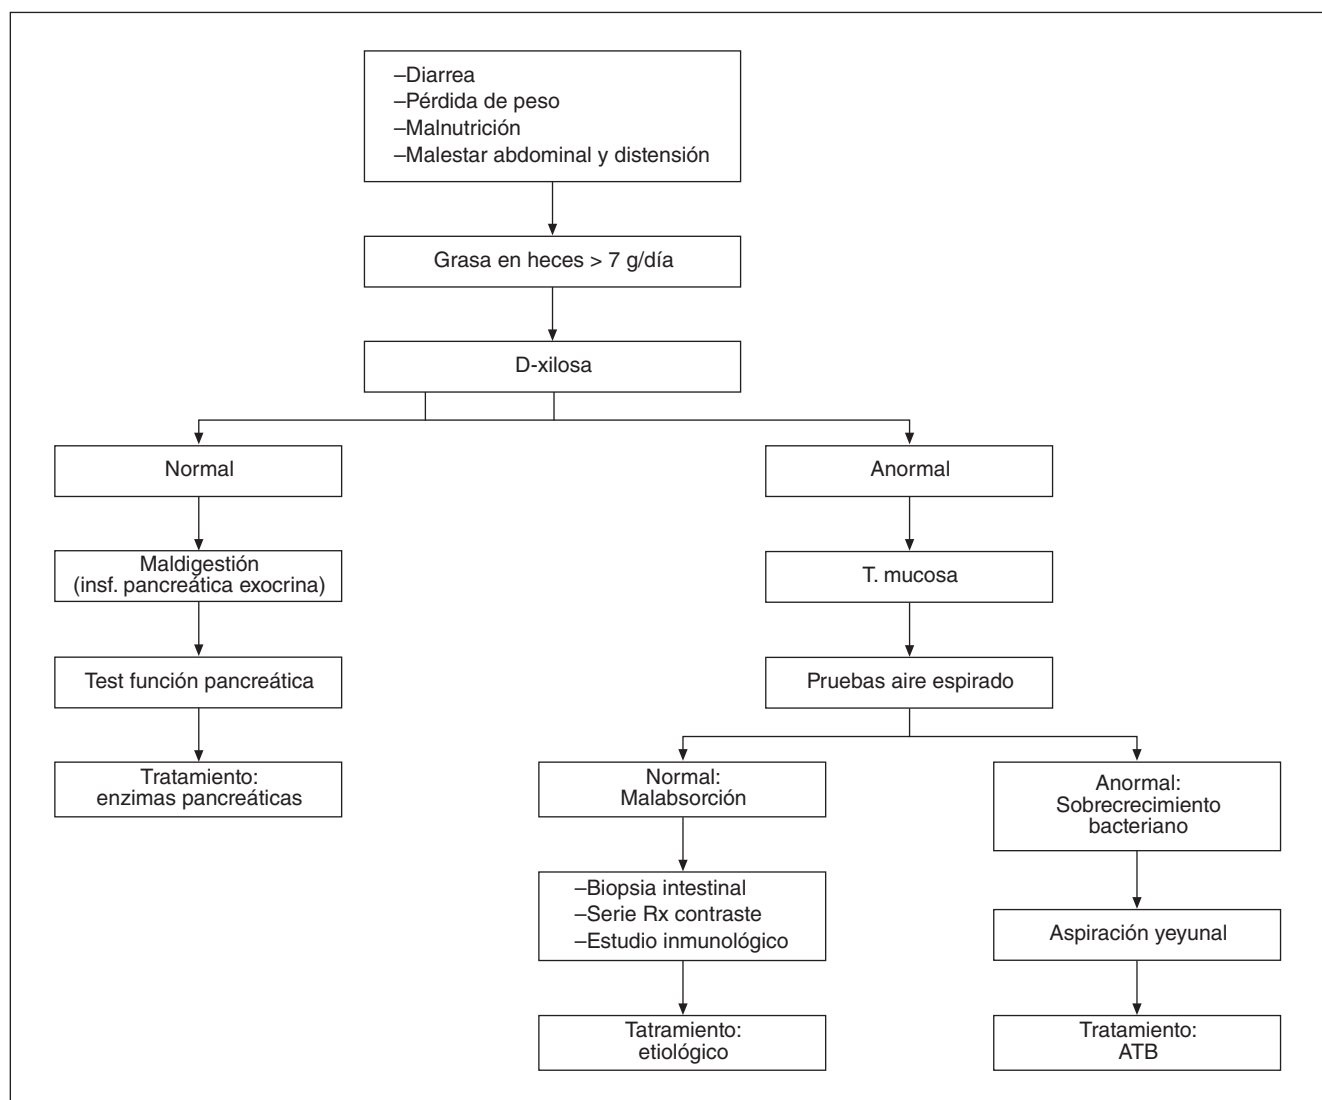 –Diarrea
–Pérdida de peso
–Malnutrición
–Malestar abdominal y distensión
Grasa en heces > 7 g/día
D-xilosa
Normal
Anormal
Maldigestión
(insf. pancreática exocrina)
T. mucosa
Test función pancreática
Pruebas aire espirado
Tratamiento:
enzimas pancreáticas
Normal:
Malabsorción
Anormal:
Sobrecrecimiento
bacteriano
–Biopsia intestinal
–Serie Rx contraste
–Estudio inmunológico
Aspiración yeyunal
Tatramiento:
etiológico
Tratamiento:
ATB